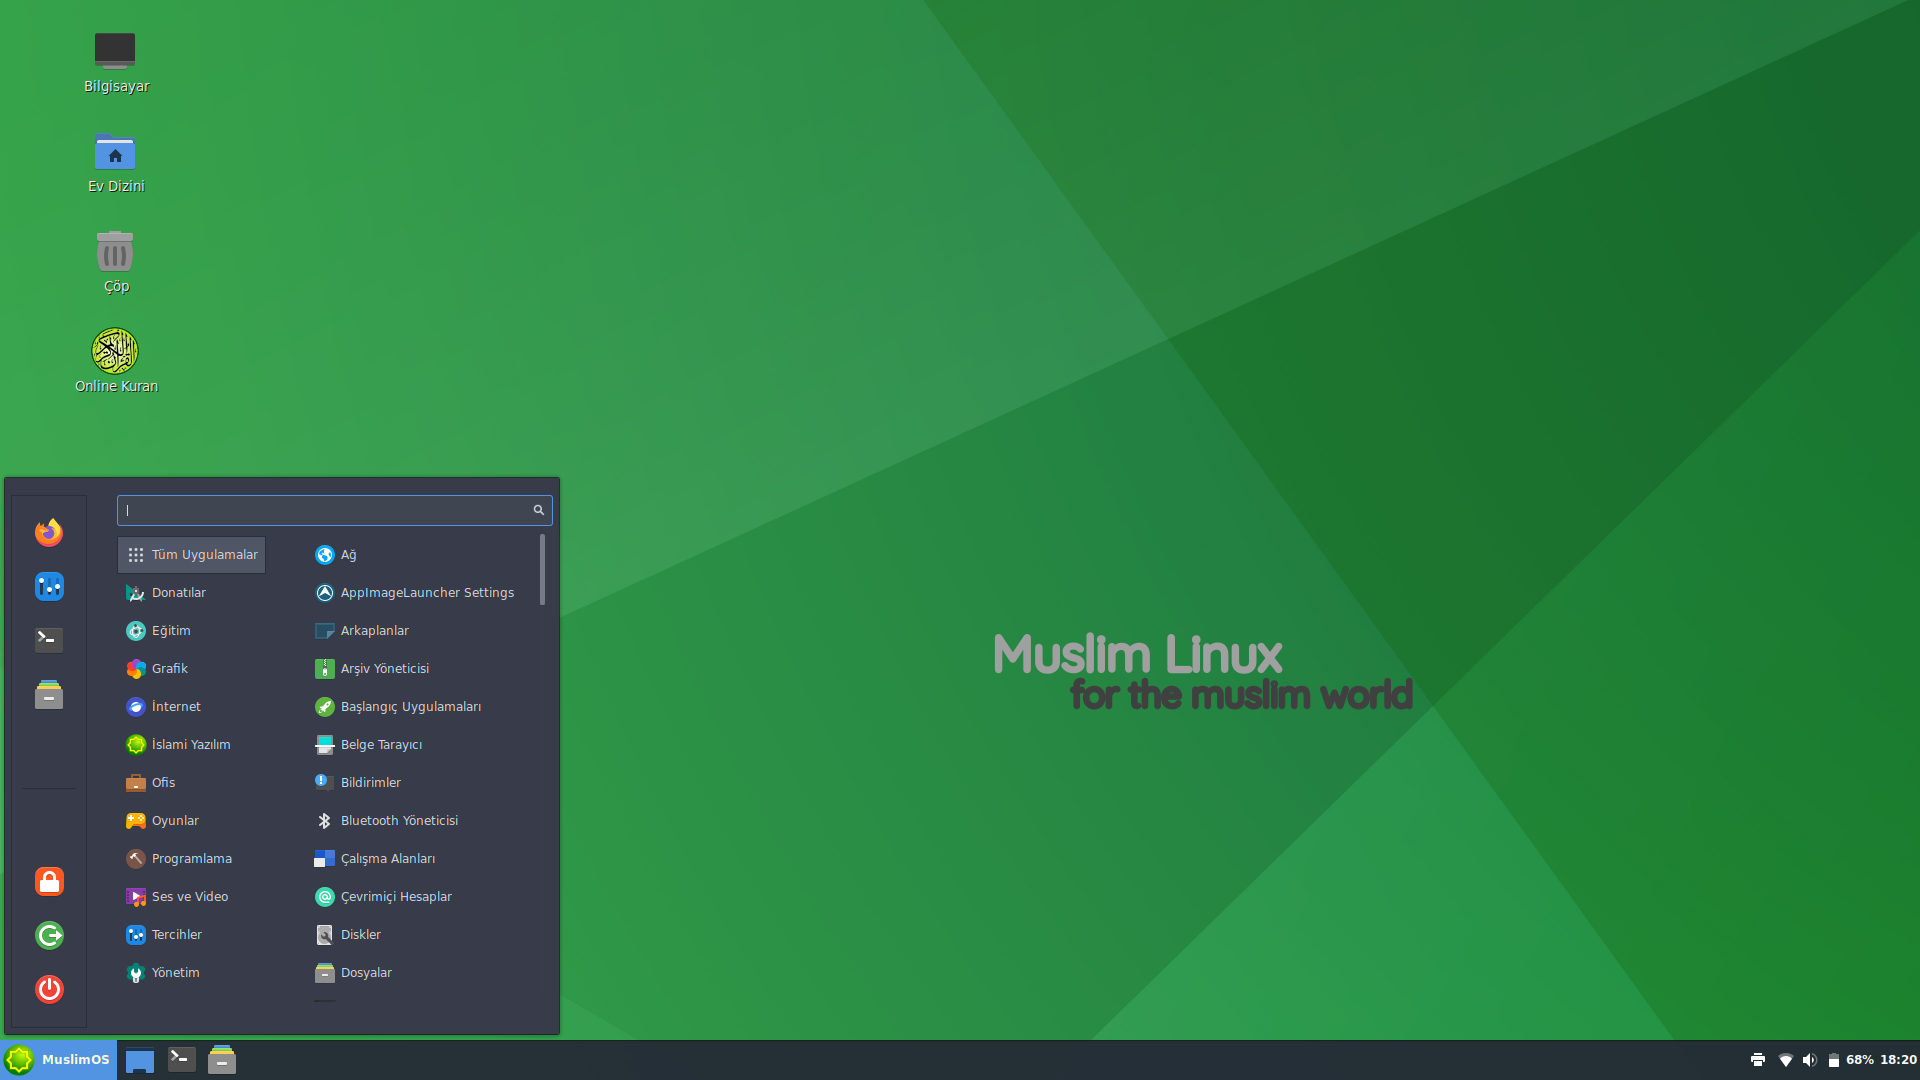 Bilgisayar
Ev Dizini
Çöp
Online Kuran
Tüm Uygulamalar
Donatılar
Eğitim
Grafik
İnternet
İslami Yazılım
Ofis
Oyunlar
Programlama
Ses ve Video
Tercihler
Yönetim
Ağ
AppImageLauncher Settings
Arkaplanlar
Arşiv Yöneticisi
Başlangıç Uygulamaları
Belge Tarayıcı
Bildirimler
Bluetooth Yöneticisi
Çalışma Alanları
Çevrimiçi Hesaplar
Diskler
Dosyalar
Muslim Linux
for the muslim world
MuslimOS
68% 18:20